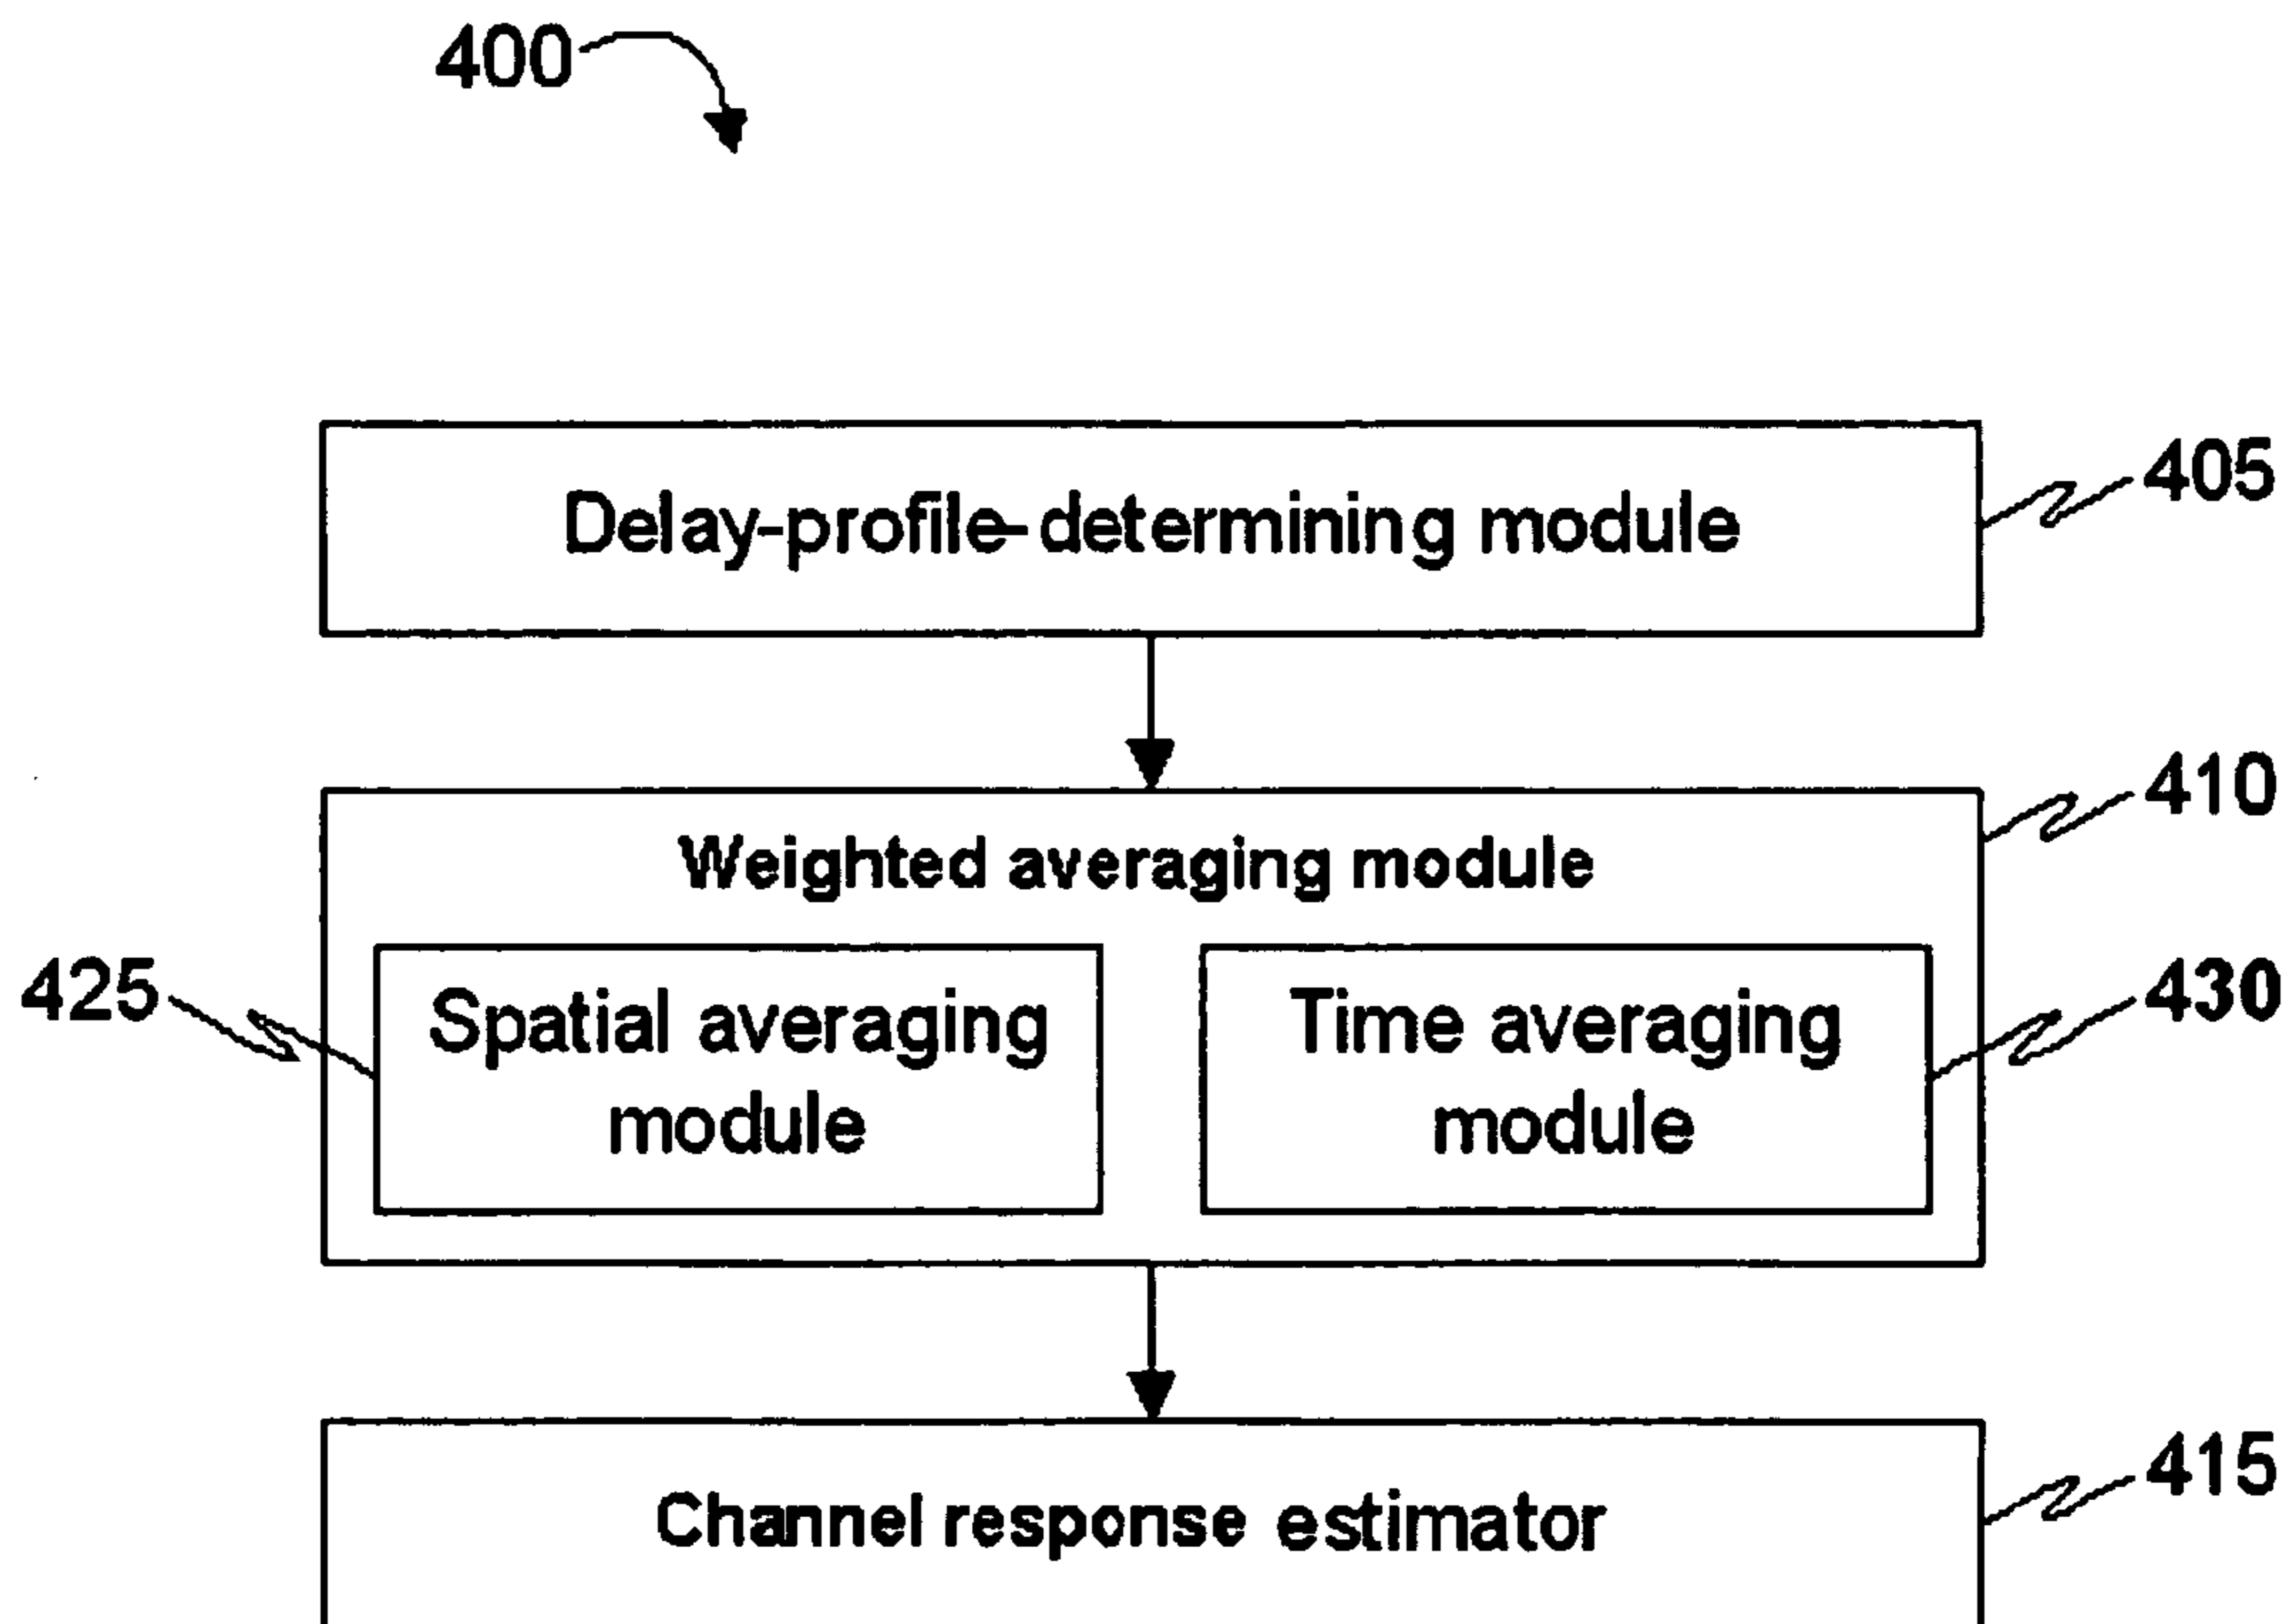 400
Delay-profile-determining module
405
410
Weighted averaging module
425
Spatial averaging
module
Time averaging
module
430
Channel response estimator
415